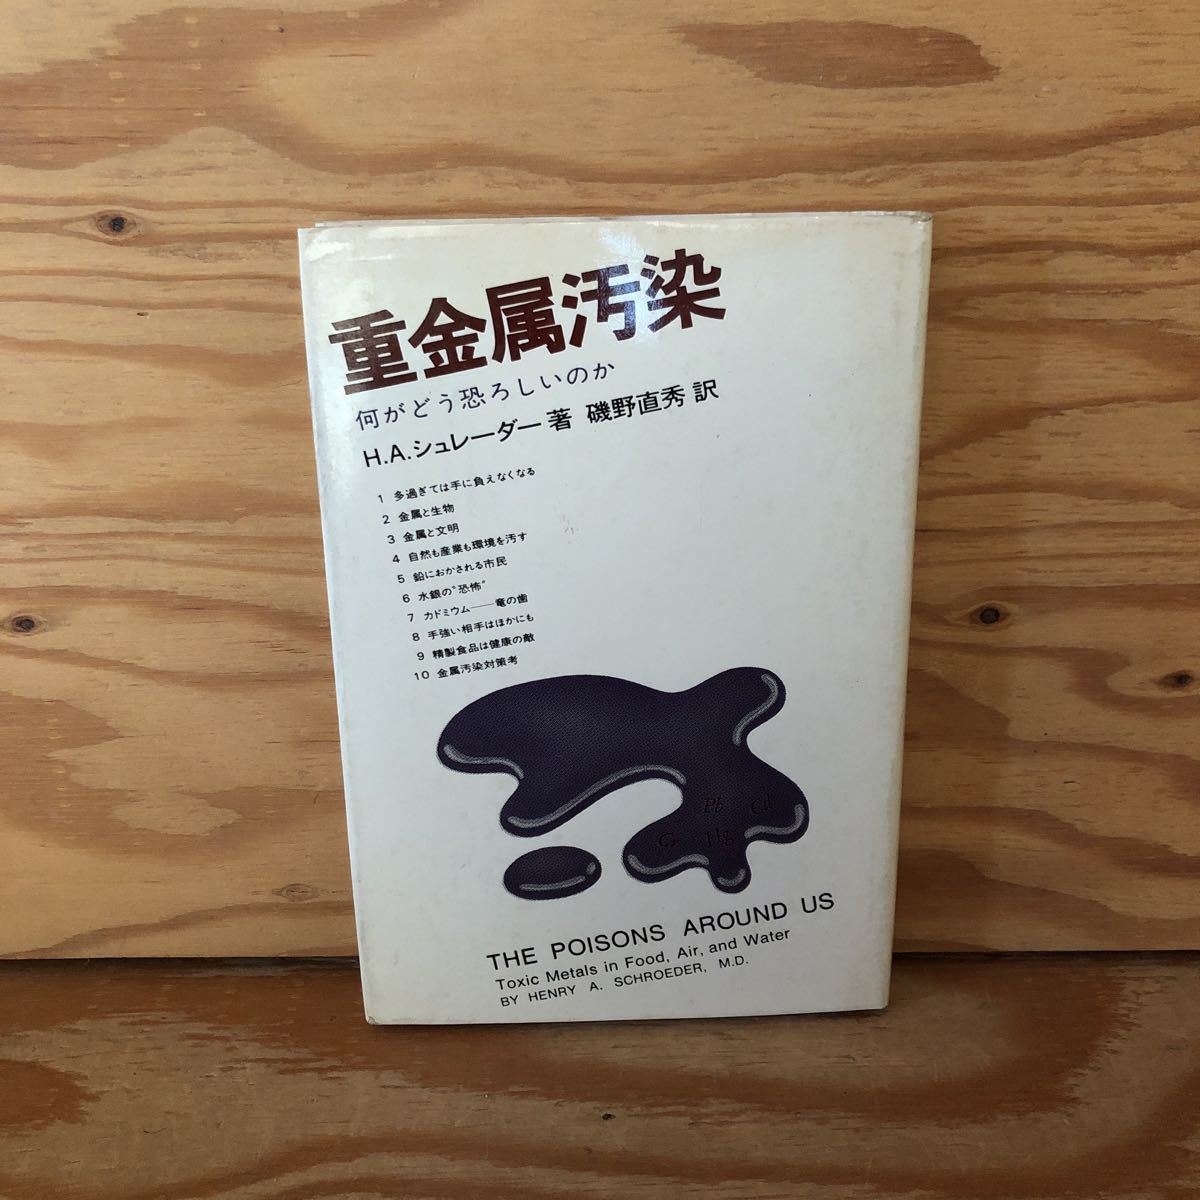 重金属汚染
何がどう恐ろしいのか
H.A.シュレーダー著 磯野直秀訳
1 多過ぎては手に負えなくなる
2 金属と生物
3 金属と文明
4 自然も産業も環境を汚す
5 鉛におかされる市民
6 水銀の“恐怖”
7 カドミウム——竜の歯
8 手強い相手はほかにも
9 精製食品は健康の敵
10 金属汚染対策考
Pb Cd
Cr Hg
THE POISONS AROUND US
Toxic Metals in Food, Air, and Water
BY HENRY A. SCHROEDER, M.D.